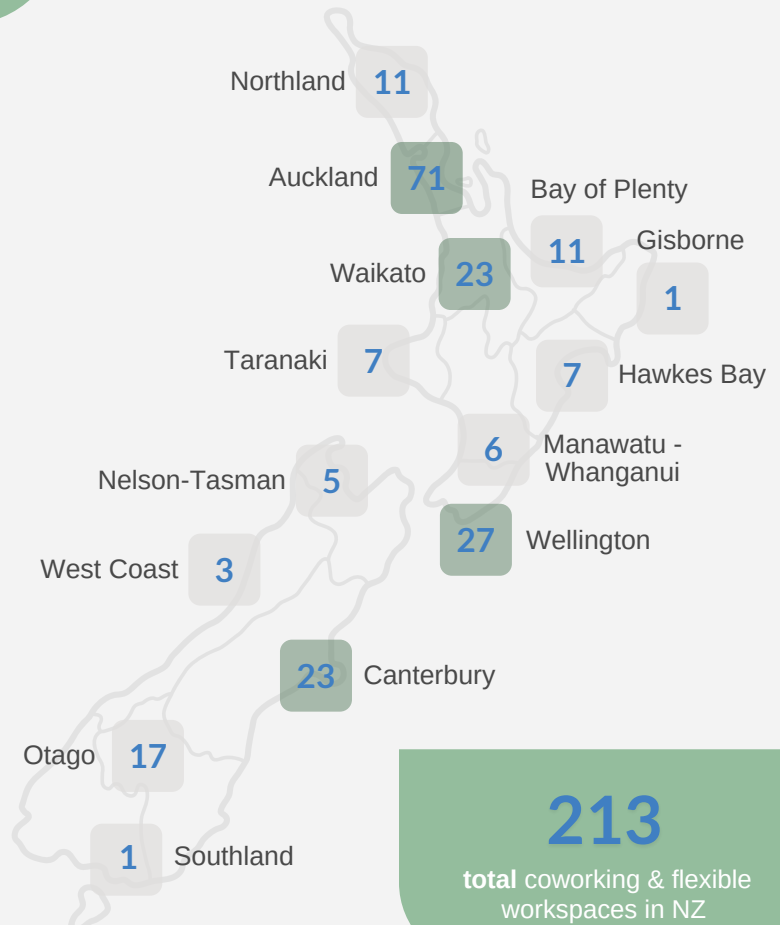 Northland 11
Auckland 71
Bay of Plenty
11
Gisborne
1
Waikato 23
Taranaki 7
7 Hawkes Bay
6 Manawatu -
Whanganui
Nelson-Tasman 5
27 Wellington
West Coast 3
23 Canterbury
Otago 17
1 Southland
213
total coworking & flexible
workspaces in NZ